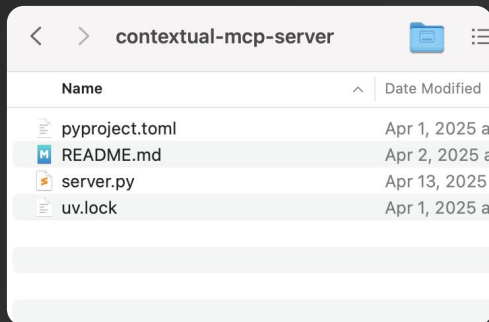 contextual-mcp-server
Name Date Modified
pyproject.toml Apr 1, 2025 a
README.md Apr 2, 2025 a
server.py Apr 13, 2025
uv.lock Apr 1, 2025 a